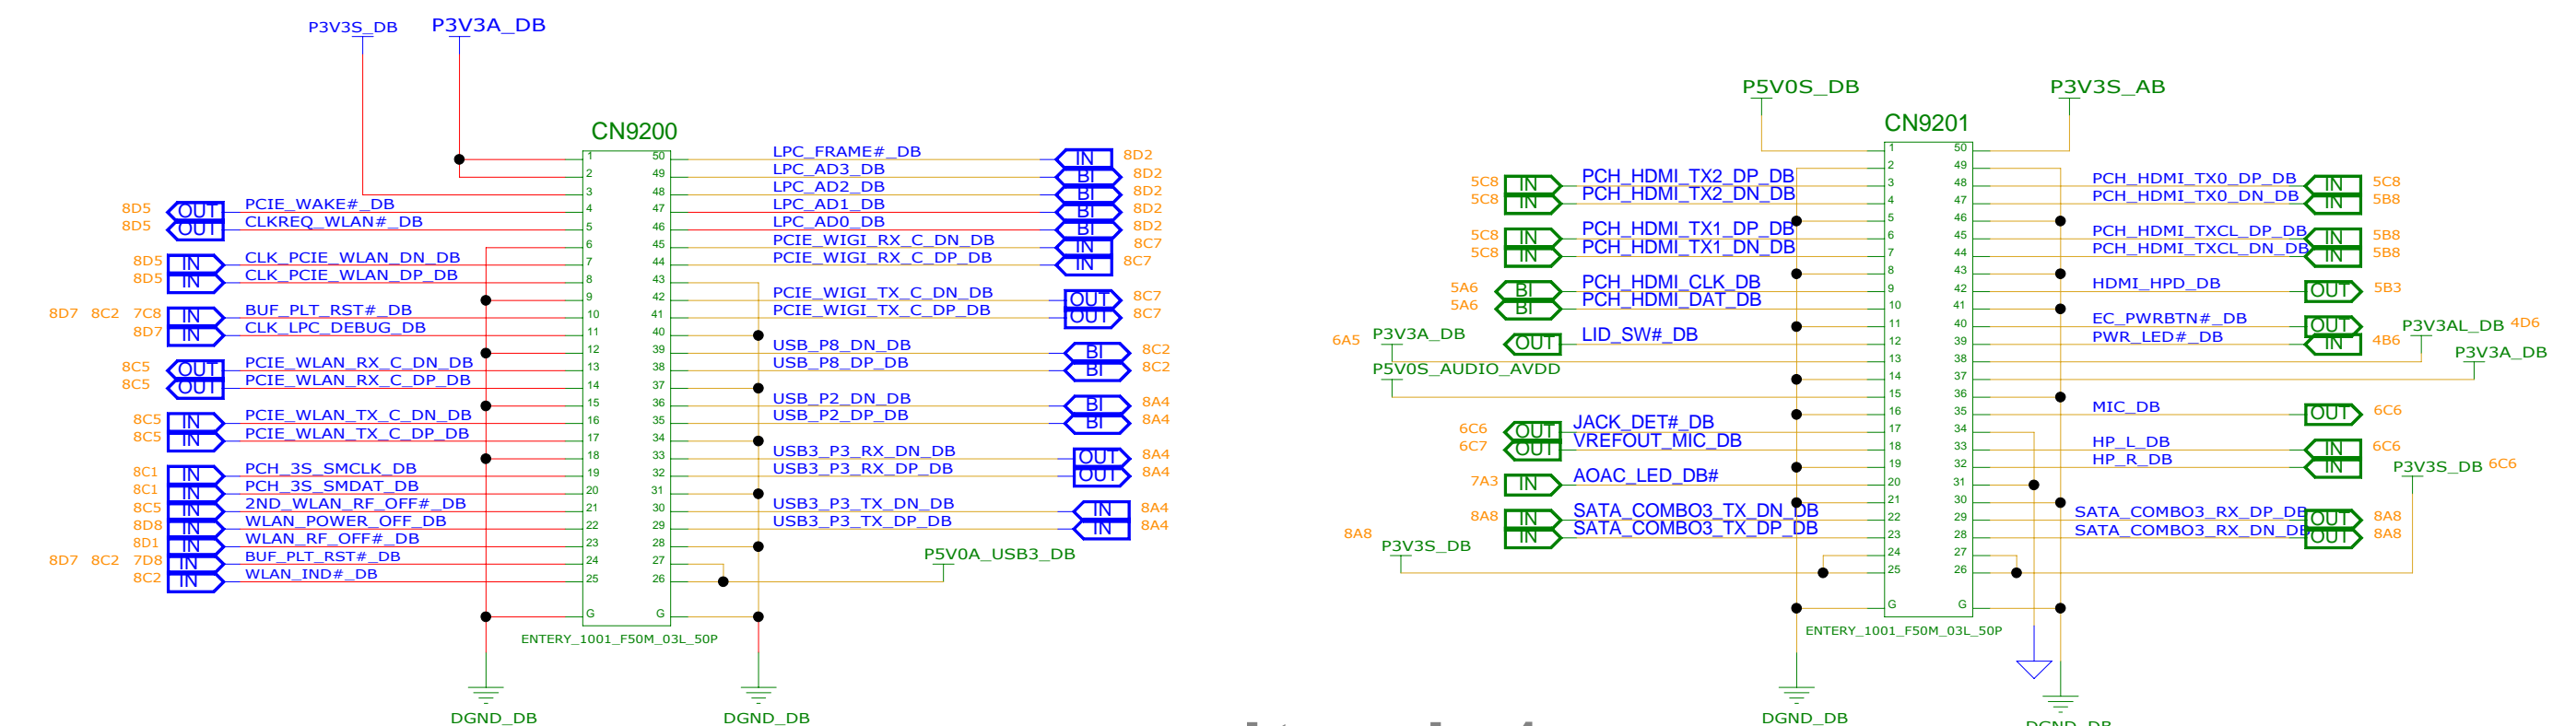 P3V3S_DB P3V3A_DB
CN9200
1 50 LPC_FRAME#_DB IN 8D2
2 49 LPC_AD3_DB BI 8D2
3 48 LPC_AD2_DB BI 8D2
8D5 OUT PCIE_WAKE#_DB 4 47 LPC_AD1_DB BI 8D2
8D5 OUT CLKREQ_WLAN#_DB 5 46 LPC_AD0_DB BI 8D2
6 45 PCIE_WIGI_RX_C_DN_DB IN 8C7
8D5 IN CLK_PCIE_WLAN_DN_DB 7 44 PCIE_WIGI_RX_C_DP_DB IN 8C7
8D5 IN CLK_PCIE_WLAN_DP_DB 8 43
9 42 PCIE_WIGI_TX_C_DN_DB OUT 8C7
8D7 8C2 7C8 IN BUF_PLT_RST#_DB 10 41 PCIE_WIGI_TX_C_DP_DB OUT 8C7
8D7 IN CLK_LPC_DEBUG_DB 11 40
12 39 USB_P8_DN_DB BI 8C2
8C5 OUT PCIE_WLAN_RX_C_DN_DB 13 38 USB_P8_DP_DB BI 8C2
8C5 OUT PCIE_WLAN_RX_C_DP_DB 14 37
15 36 USB_P2_DN_DB BI 8A4
8C5 IN PCIE_WLAN_TX_C_DN_DB 16 35 USB_P2_DP_DB BI 8A4
8C5 IN PCIE_WLAN_TX_C_DP_DB 17 34
18 33 USB3_P3_RX_DN_DB OUT 8A4
8C1 IN PCH_3S_SMCLK_DB 19 32 USB3_P3_RX_DP_DB OUT 8A4
8C1 IN PCH_3S_SMDAT_DB 20 31
8C5 IN 2ND_WLAN_RF_OFF#_DB 21 30 USB3_P3_TX_DN_DB IN 8A4
8D8 IN WLAN_POWER_OFF_DB 22 29 USB3_P3_TX_DP_DB IN 8A4
8D1 IN WLAN_RF_OFF#_DB 23 28
8D7 8C2 7D8 IN BUF_PLT_RST#_DB 24 27 P5V0A_USB3_DB
8C2 IN WLAN_IND#_DB 25 26
G G
ENTERY_1001_F50M_03L_50P
DGND_DB DGND_DB
P5V0S_DB P3V3S_AB
CN9201
1 50
2 49
5C8 IN PCH_HDMI_TX2_DP_DB 3 48 PCH_HDMI_TX0_DP_DB IN 5C8
5C8 IN PCH_HDMI_TX2_DN_DB 4 47 PCH_HDMI_TX0_DN_DB IN 5B8
5 46
5C8 IN PCH_HDMI_TX1_DP_DB 6 45 PCH_HDMI_TXCL_DP_DB IN 5B8
5C8 IN PCH_HDMI_TX1_DN_DB 7 44 PCH_HDMI_TXCL_DN_DB IN 5B8
8 43
5A6 BI PCH_HDMI_CLK_DB 9 42 HDMI_HPD_DB OUT 5B3
5A6 BI PCH_HDMI_DAT_DB 10 41
11 40 EC_PWRBTN#_DB OUT P3V3AL_DB 4D6
6A5 P3V3A_DB OUT LID_SW#_DB 12 39 PWR_LED#_DB IN 4B6
13 38 P3V3A_DB
P5V0S_AUDIO_AVDD 14 37
15 36
16 35 MIC_DB OUT 6C6
6C6 OUT JACK_DET#_DB 17 34
6C7 OUT VREFOUT_MIC_DB 18 33 HP_L_DB IN 6C6
19 32 HP_R_DB IN P3V3S_DB 6C6
7A3 IN AOAC_LED_DB# 20 31
21 30
8A8 IN SATA_COMBO3_TX_DN_DB 22 29 SATA_COMBO3_RX_DP_DB OUT 8A8
8A8 IN SATA_COMBO3_TX_DP_DB 23 28 SATA_COMBO3_RX_DN_DB OUT 8A8
P3V3S_DB 24 27
25 26
G G
ENTERY_1001_F50M_03L_50P
DGND_DB DGND_DB